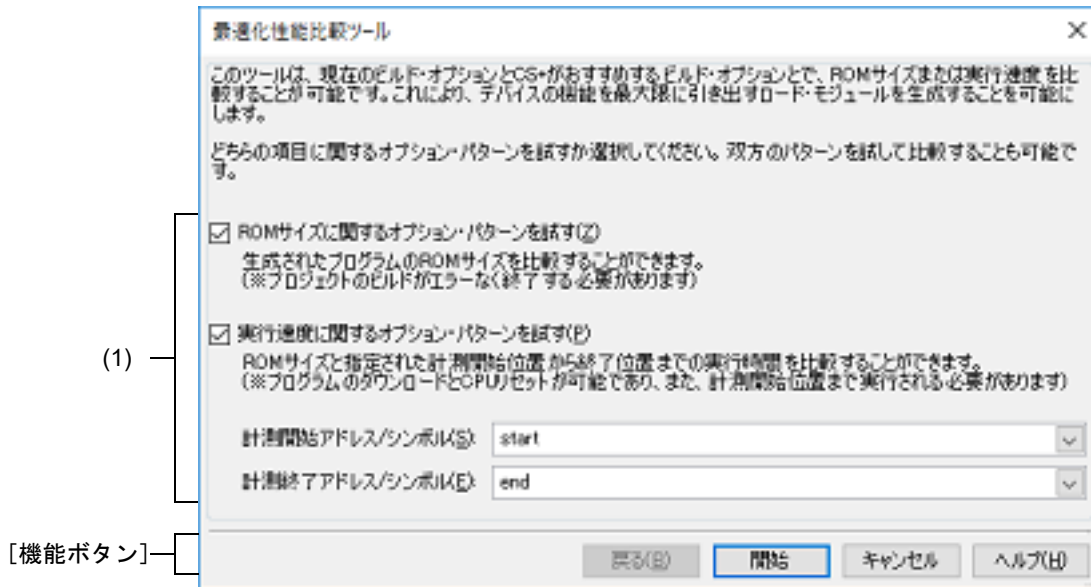 最適化性能比較ツール
このツールは、現在のビルド・オプションとCS+がおすすめするビルド・オプションとで、ROMサイズまたは実行速度を比
較することが可能です。これにより、デバイスの機能を最大限に引き出すロード・モジュールを生成することを可能に
します。
どちらの項目に関するオプション・パターンを試すか選択してください。双方のパターンを試して比較することも可能で
す。
ROMサイズに関するオプション・パターンを試す(Z)
生成されたプログラムのROMサイズを比較することができます。
(※プロジェクトのビルドがエラーなく終了する必要があります)
実行速度に関するオプション・パターンを試す(P)
(1)
ROMサイズと指定された計測開始位置から終了位置までの実行時間を比較することができます。
(※プログラムのダウンロードとCPUリセットが可能であり、また、計測開始位置まで実行される必要があります)
計測開始アドレス/シンボル(S): start
計測終了アドレス/シンボル(E): end
[機能ボタン]
戻る(B) 開始 キャンセル ヘルプ(H)